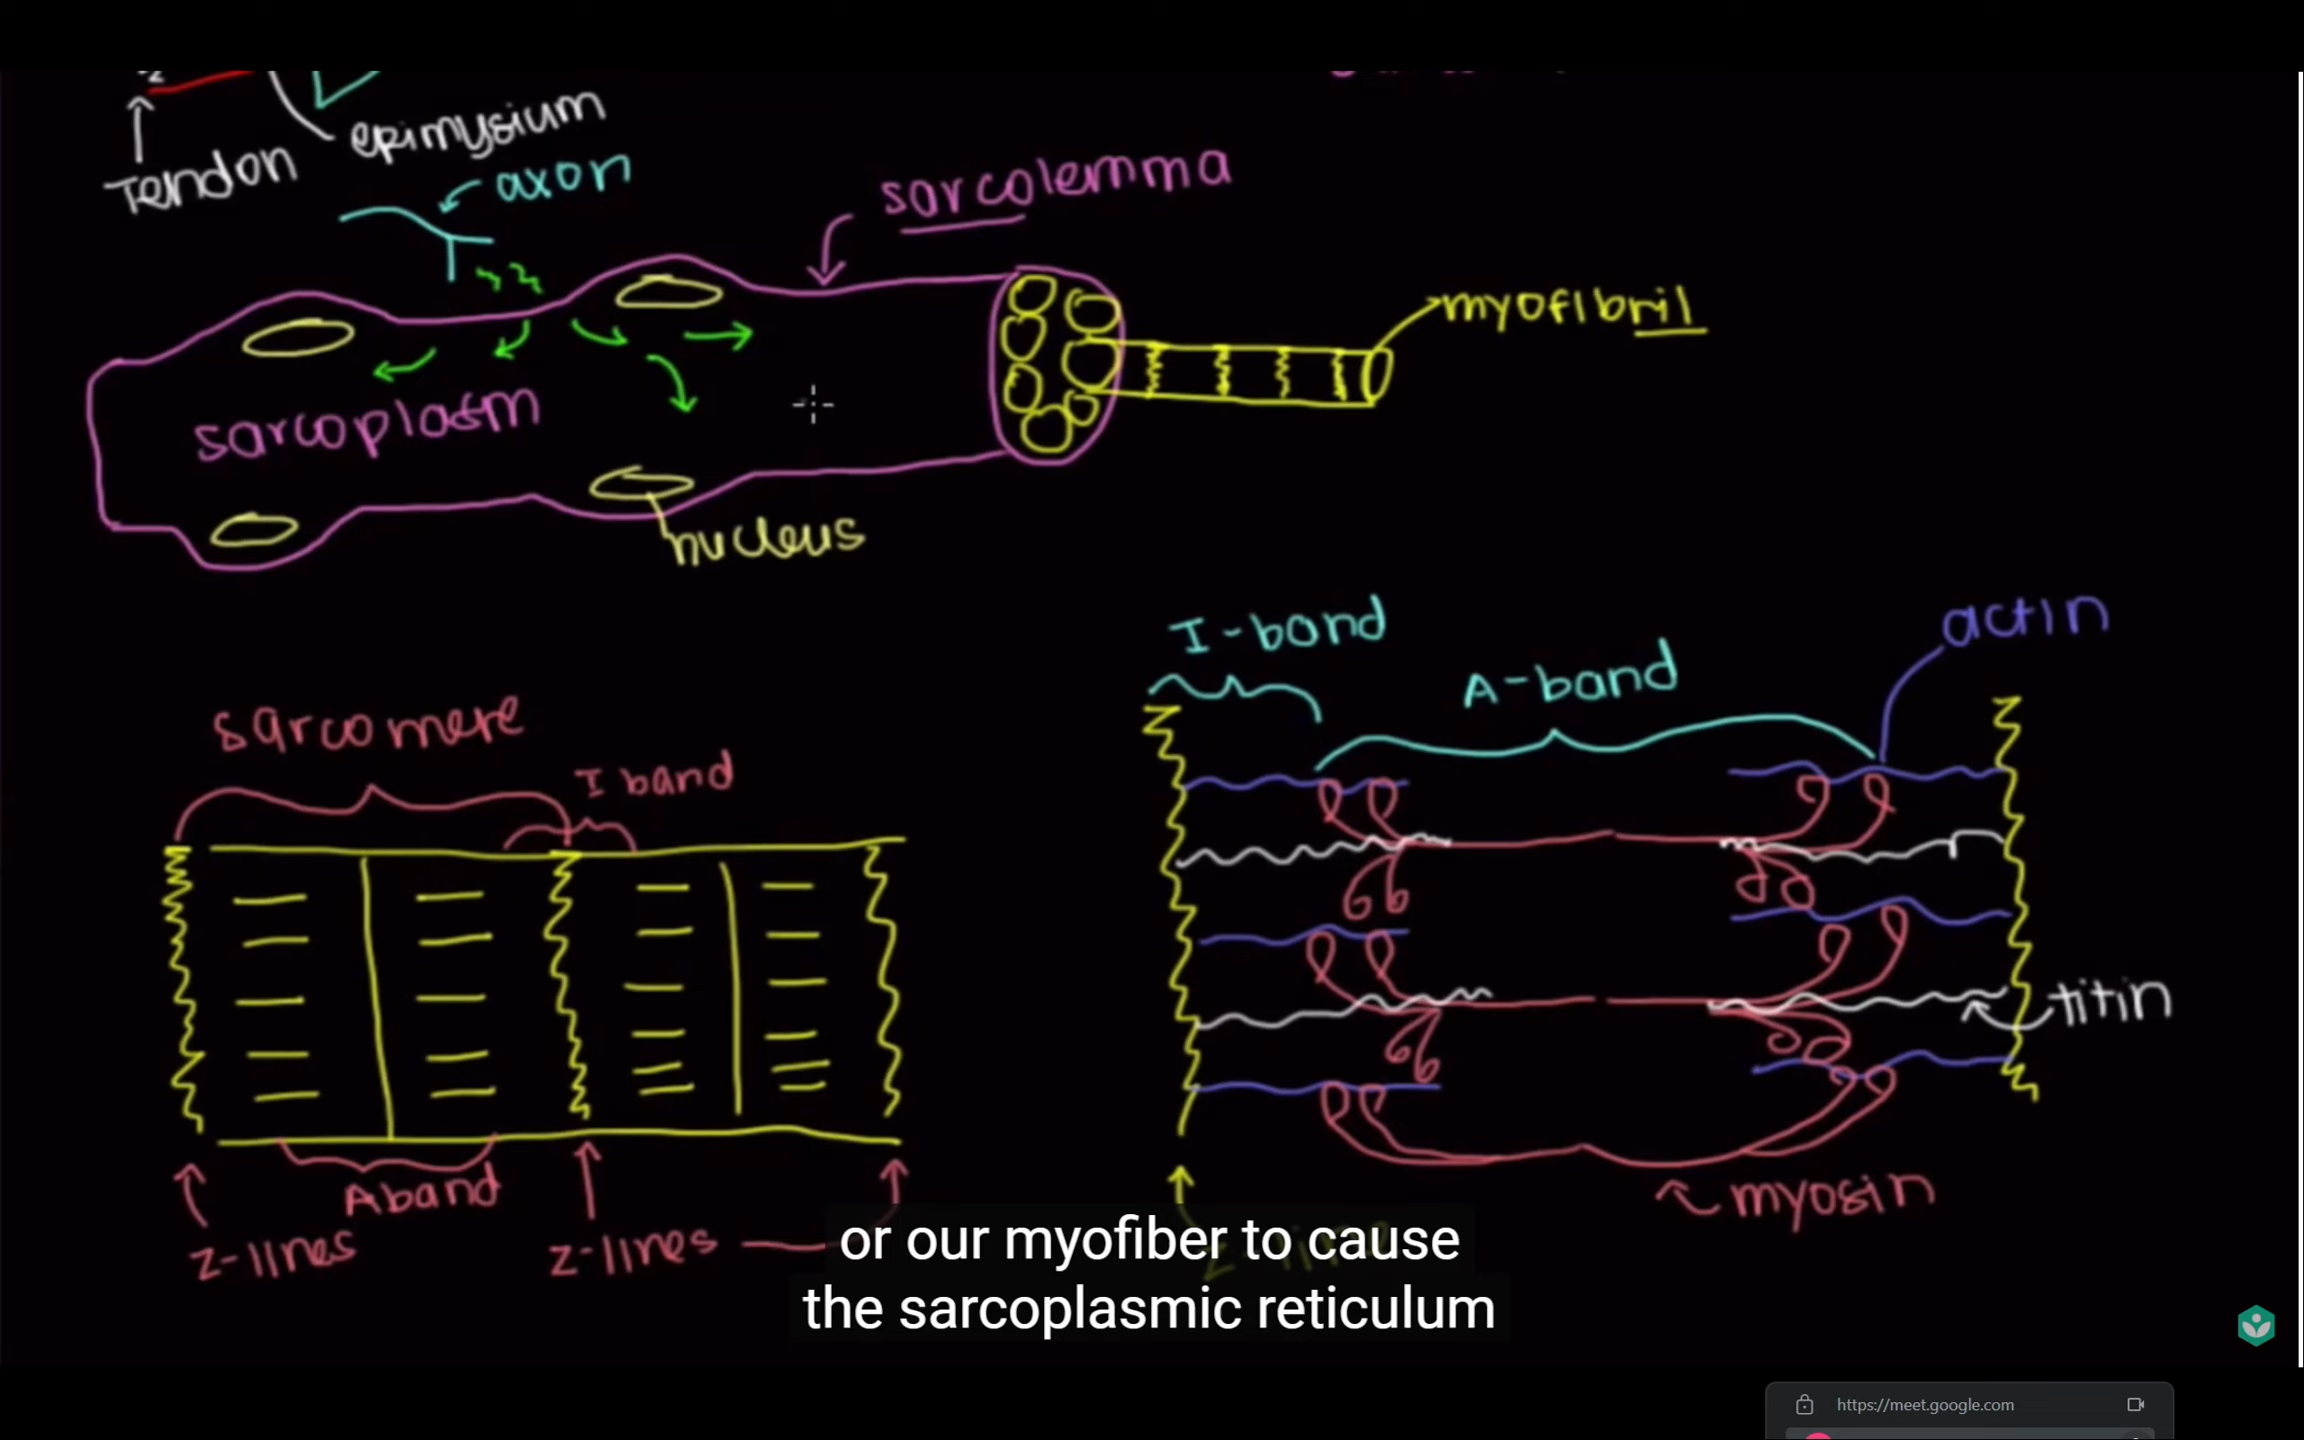 Tendon
epimysium
axon
sarcolemma
myofibril
sarcoplasm
nucleus
I-band
A-band
actin
sarcomere
I band
titin
A band
myosin
z-lines
z-lines
or our myofiber to cause
the sarcoplasmic reticulum
https://meet.google.com